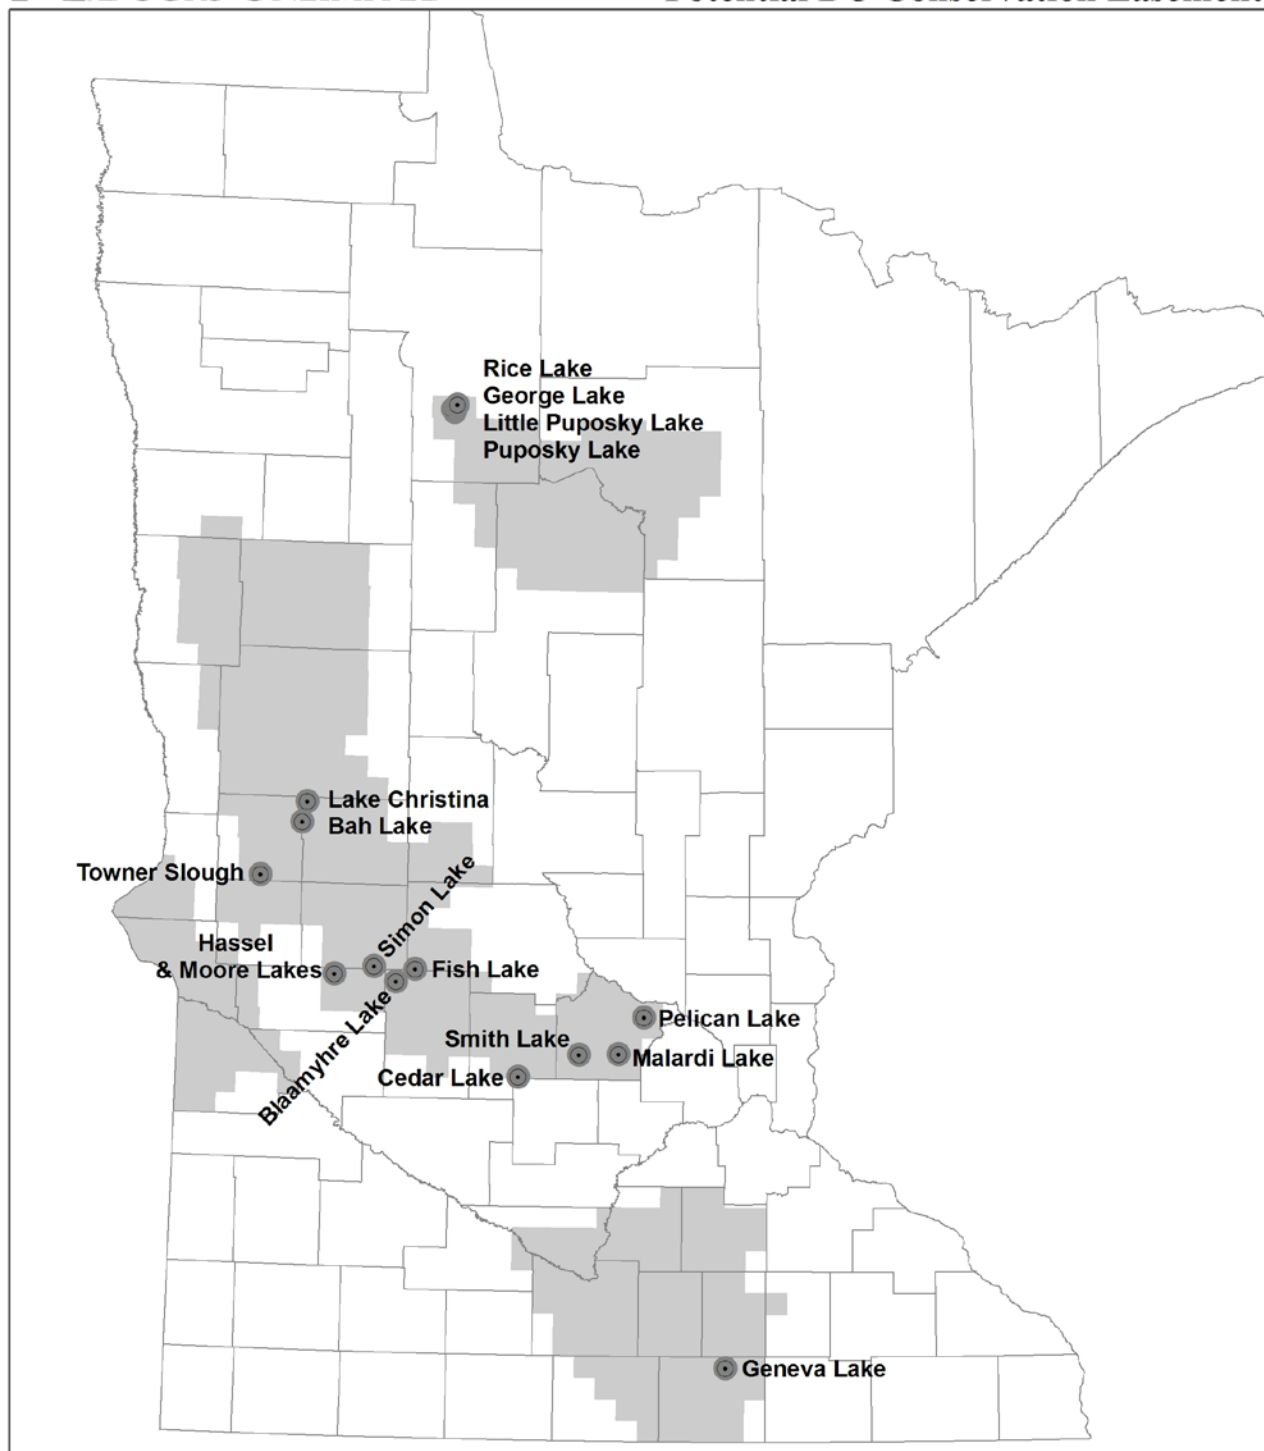 Rice Lake
George Lake
Little Puposky Lake
Puposky Lake
Lake Christina
Bah Lake
Towner Slough
Simon Lake
Hassel
& Moore Lakes
Fish Lake
Blaamyhre Lake
Pelican Lake
Smith Lake
Malardi Lake
Cedar Lake
Geneva Lake